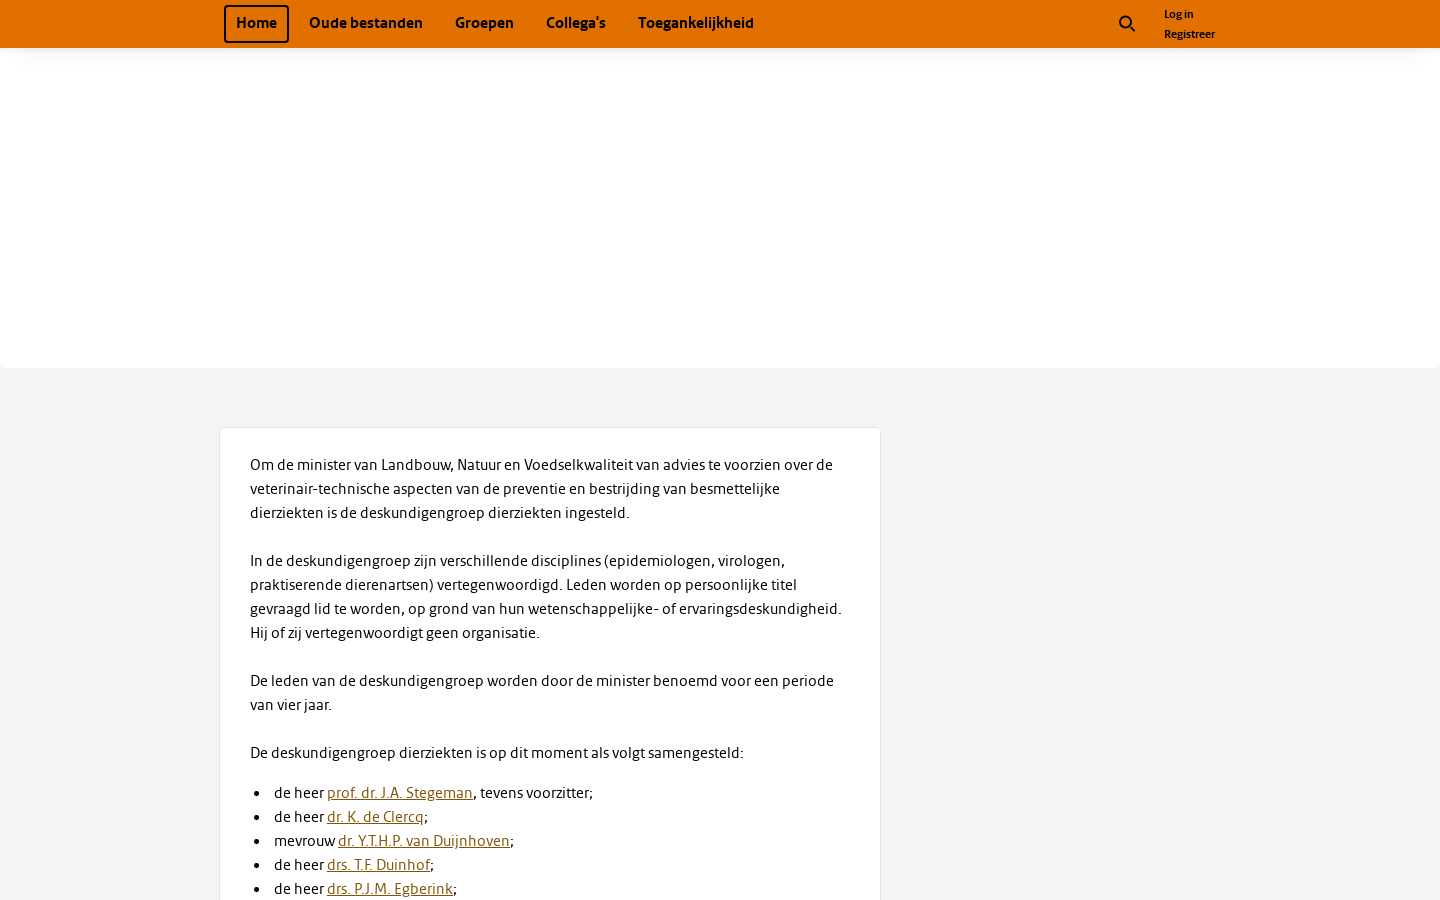 Home Oude bestanden Groepen Collega's Toegankelijkheid
Log in
Registreer
Om de minister van Landbouw, Natuur en Voedselkwaliteit van advies te voorzien over de
veterinair-technische aspecten van de preventie en bestrijding van besmettelijke
dierziekten is de deskundigengroep dierziekten ingesteld.
In de deskundigengroep zijn verschillende disciplines (epidemiologen, virologen,
praktiserende dierenartsen) vertegenwoordigd. Leden worden op persoonlijke titel
gevraagd lid te worden, op grond van hun wetenschappelijke- of ervaringsdeskundigheid.
Hij of zij vertegenwoordigt geen organisatie.
De leden van de deskundigengroep worden door de minister benoemd voor een periode
van vier jaar.
De deskundigengroep dierziekten is op dit moment als volgt samengesteld:
• de heer prof. dr. J.A. Stegeman, tevens voorzitter;
• de heer dr. K. de Clercq;
• mevrouw dr. Y.T.H.P. van Duijnhoven;
• de heer drs. T.F. Duinhof;
• de heer drs. P.J.M. Egberink;